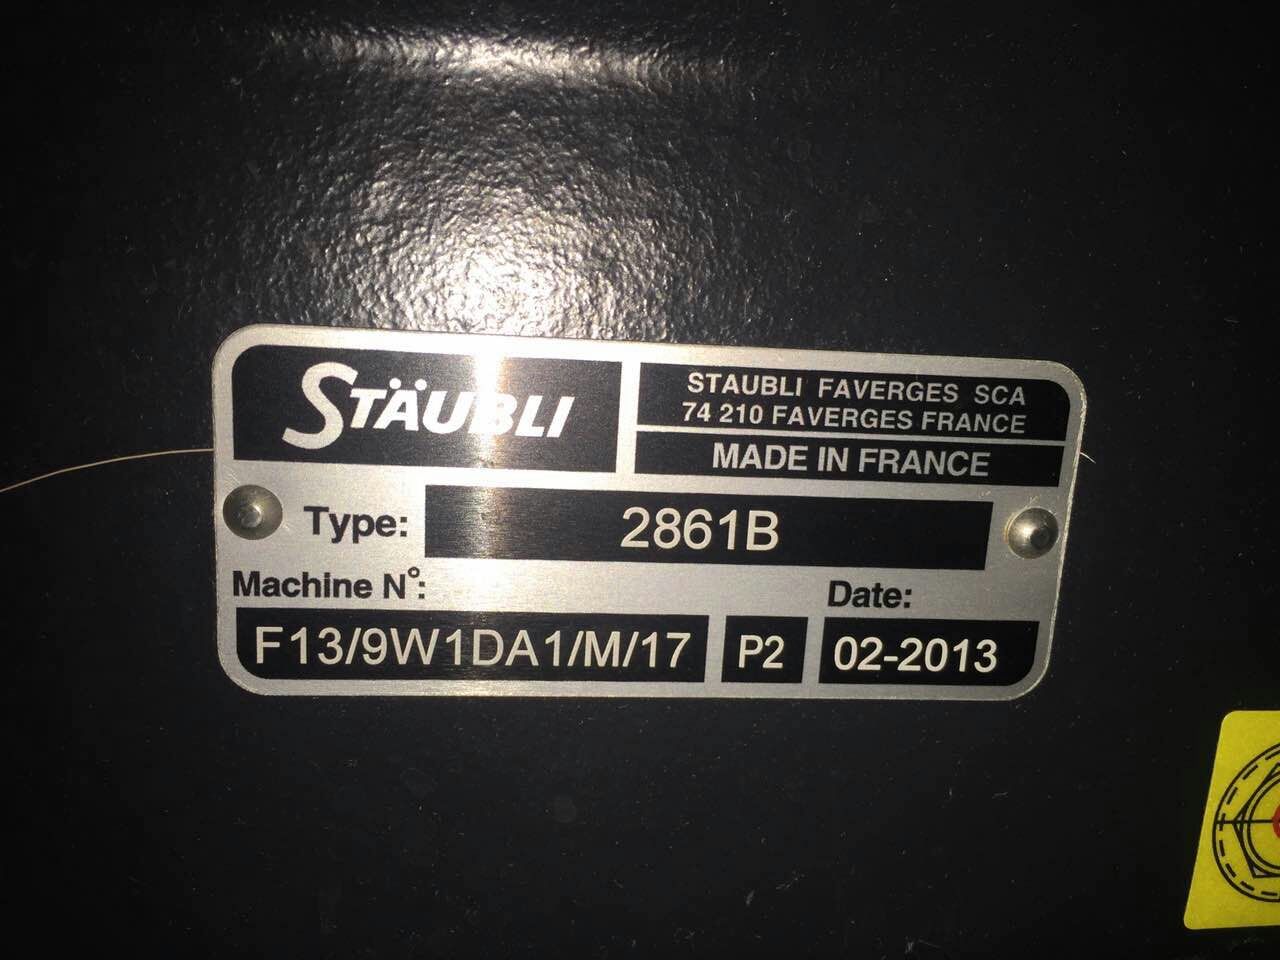 STÄUBLI
STAUBLI FAVERGES SCA
74 210 FAVERGES FRANCE
MADE IN FRANCE
Type: 2861B
Machine N°:
Date:
F13/9W1DA1/M/17 P2 02-2013